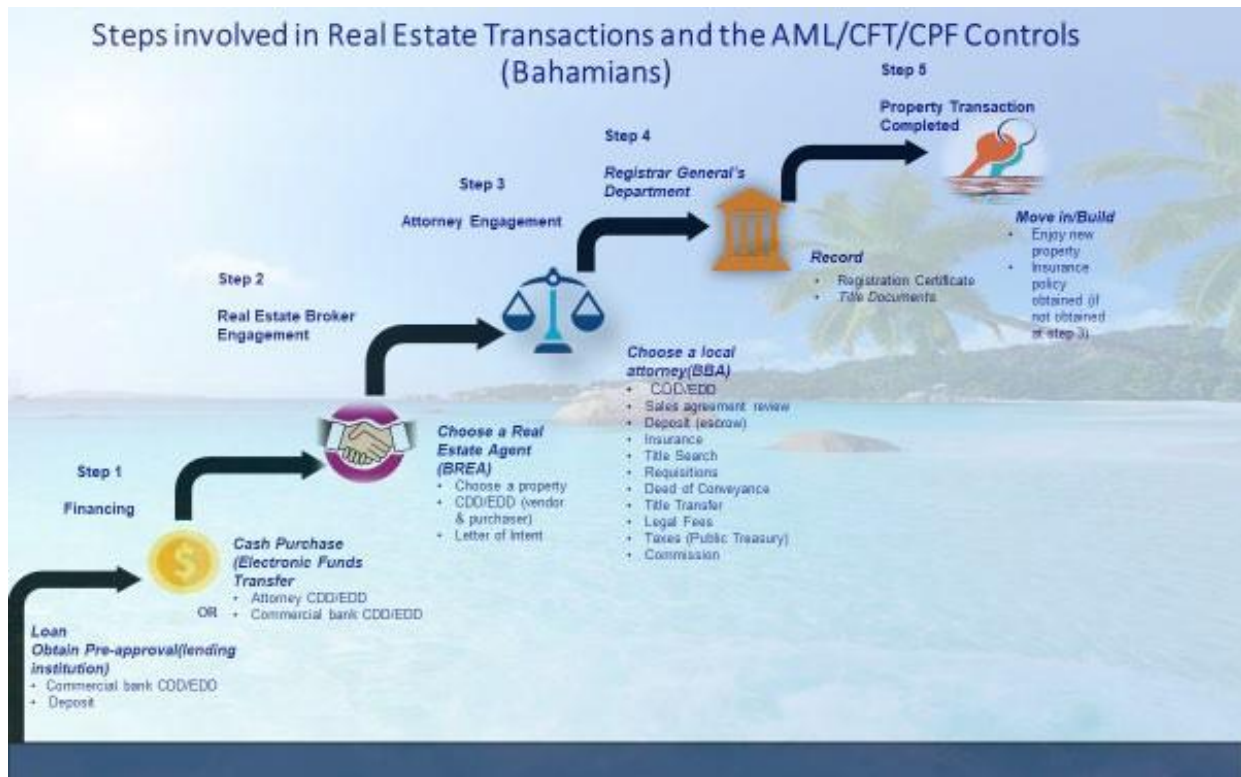 Steps involved in Real Estate Transactions and the AML/CFT/CPF Controls
(Bahamians)
Step 1
Financing
Loan
Obtain Pre-approval(lending
institution)
• Commercial bank CDD/EDD
• Deposit
OR
Cash Purchase
(Electronic Funds
Transfer
• Attorney CDD/EDD
• Commercial bank CDD/EDD
Step 2
Real Estate Broker
Engagement
Choose a Real
Estate Agent
(BREA)
• Choose a property
• CDD/EDD (vendor
& purchaser)
• Letter of Intent
Step 3
Attorney Engagement
Choose a local
attorney(BBA)
• CDD/EDD
• Sales agreement review
• Deposit (escrow)
• Insurance
• Title Search
• Requisitions
• Deed of Conveyance
• Title Transfer
• Legal Fees
• Taxes (Public Treasury)
• Commission
Step 4
Registrar General's
Department
Record
• Registration Certificate
• Title Documents
Step 5
Property Transaction
Completed
Move in/Build
• Enjoy new
property
• Insurance
policy
obtained (if
not obtained
at step 3)